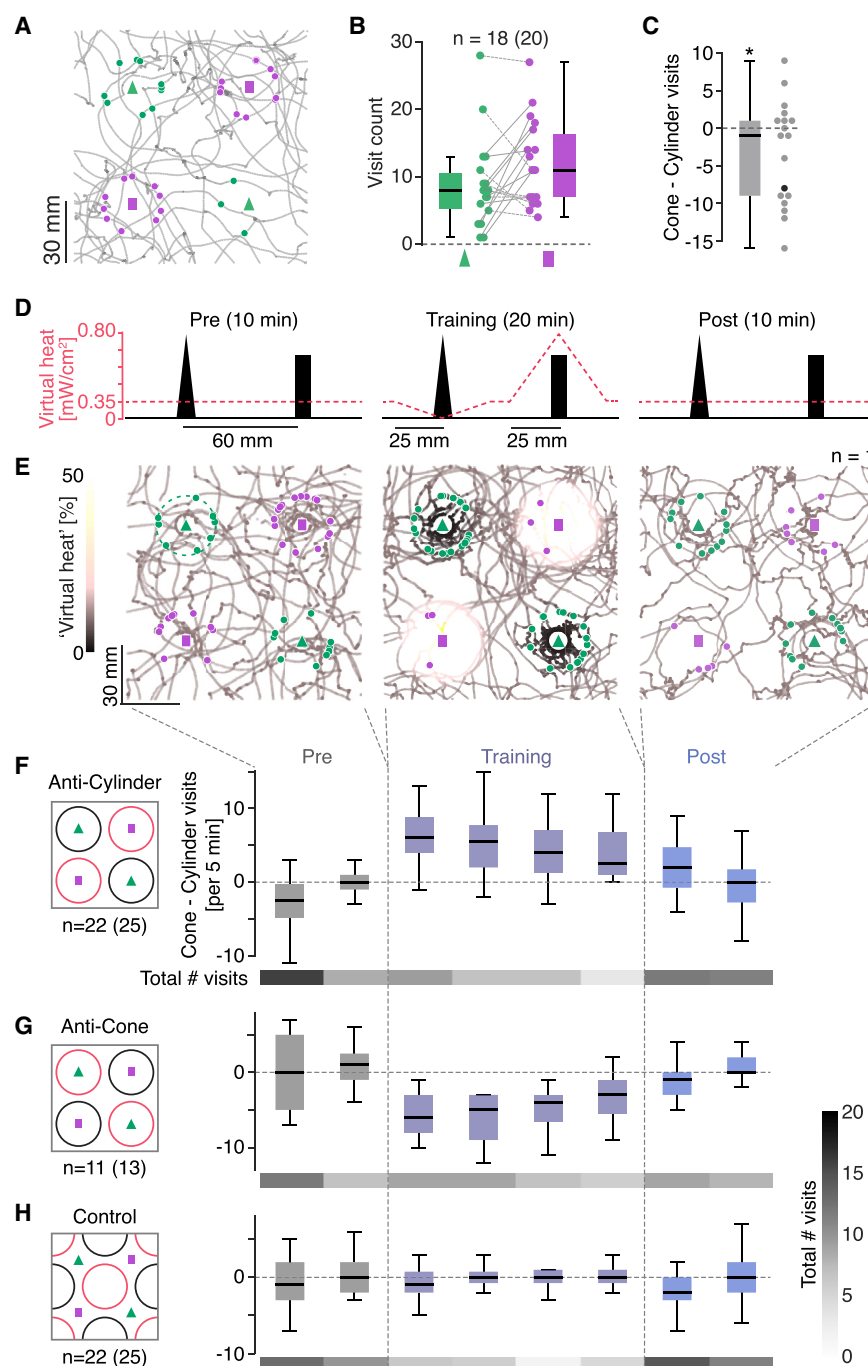 A
30 mm
B
n = 18 (20)
Visit count
30
20
10
0
C
*
Cone - Cylinder visits
10
5
0
-5
-10
-15
D
Virtual heat
[mW/cm²]
0.80
0.35
0
Pre (10 min)
Training (20 min)
Post (10 min)
60 mm
25 mm
25 mm
E
n =
'Virtual heat' [%]
50
0
30 mm
Pre
Training
Post
F
Anti-Cylinder
n=22 (25)
Cone - Cylinder visits
[per 5 min]
10
0
-10
Total # visits
G
Anti-Cone
n=11 (13)
0
-10
H
Control
n=22 (25)
0
-10
Total # visits
20
15
10
5
0